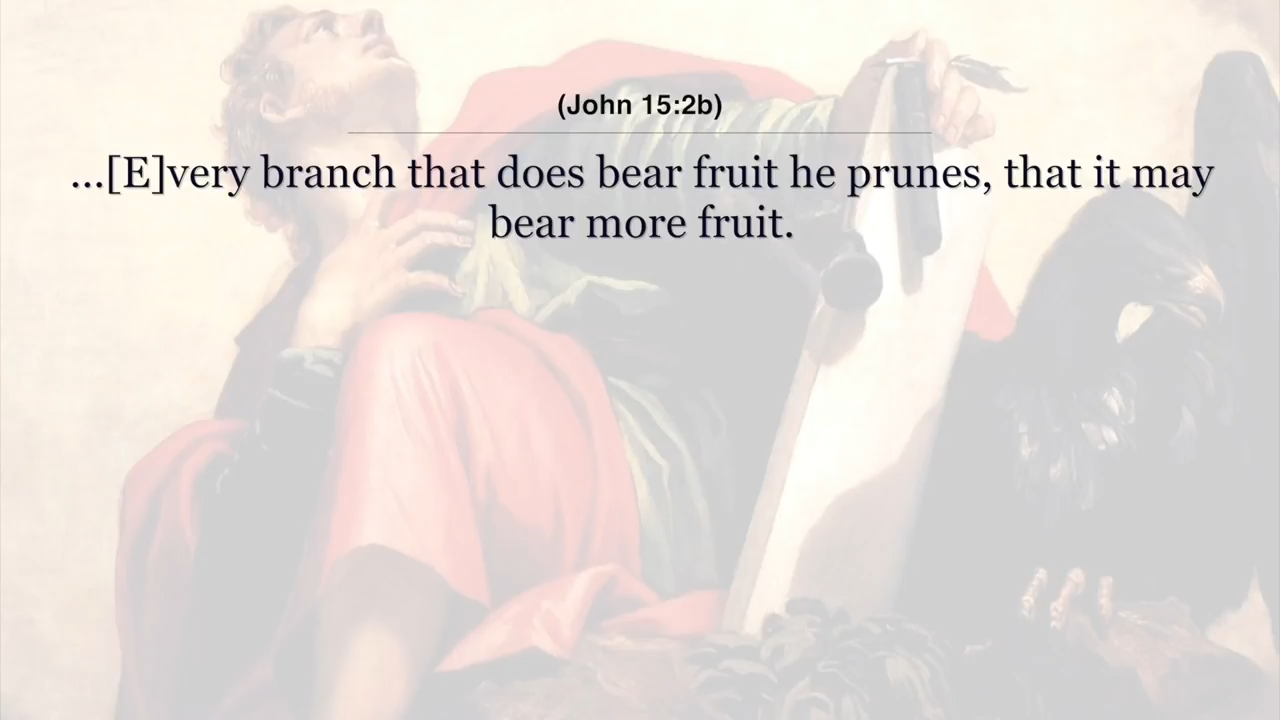 (John 15:2b)
...[E]very branch that does bear fruit he prunes, that it may
bear more fruit.